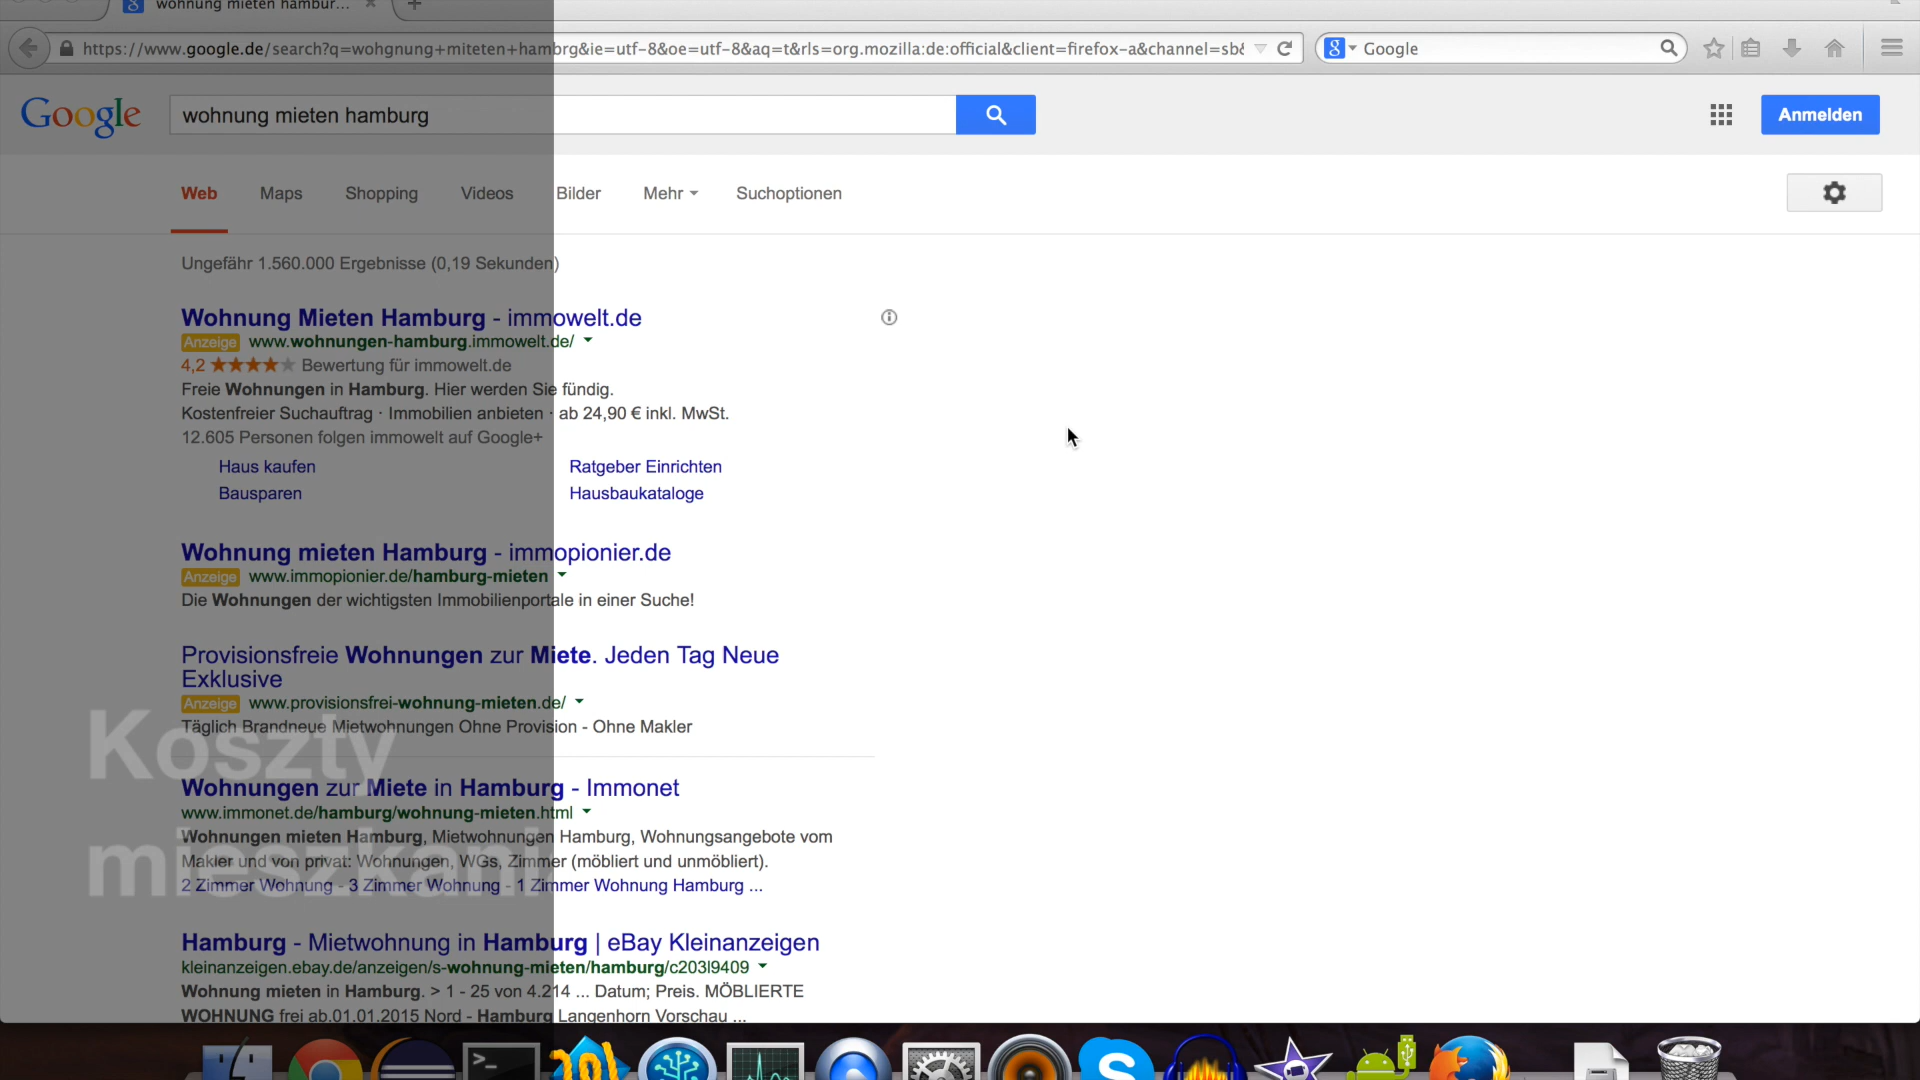 wohnung mieten hambur...
https://www.google.de/search?q=wohgnung+miteten+hambrg&ie=utf-8&oe=utf-8&aq=t&rls=org.mozilla:de:official&client=firefox-a&channel=sb&
Google
Google
wohnung mieten hamburg
Anmelden
Web Maps Shopping Videos Bilder Mehr Suchoptionen
Ungefähr 1.560.000 Ergebnisse (0,19 Sekunden)
Wohnung Mieten Hamburg - immowelt.de
Anzeige www.wohnungen-hamburg.immowelt.de/
4,2 Bewertung für immowelt.de
Freie Wohnungen in Hamburg. Hier werden Sie fündig.
Kostenfreier Suchauftrag · Immobilien anbieten · ab 24,90 € inkl. MwSt.
12.605 Personen folgen immowelt auf Google+
Haus kaufen Ratgeber Einrichten
Bausparen Hausbaukataloge
Wohnung mieten Hamburg - immopionier.de
Anzeige www.immopionier.de/hamburg-mieten
Die Wohnungen der wichtigsten Immobilienportale in einer Suche!
Provisionsfreie Wohnungen zur Miete. Jeden Tag Neue
Exklusive
Anzeige www.provisionsfrei-wohnung-mieten.de/
Täglich Brandneue Mietwohnungen Ohne Provision - Ohne Makler
Koszty
Wohnungen zur Miete in Hamburg - Immonet
www.immonet.de/hamburg/wohnung-mieten.html
Wohnungen mieten Hamburg, Mietwohnungen Hamburg, Wohnungsangebote vom
Makler und von privat: Wohnungen, WGs, Zimmer (möbliert und unmöbliert).
mieszkani
2 Zimmer Wohnung - 3 Zimmer Wohnung - 1 Zimmer Wohnung Hamburg ...
Hamburg - Mietwohnung in Hamburg | eBay Kleinanzeigen
kleinanzeigen.ebay.de/anzeigen/s-wohnung-mieten/hamburg/c203l9409
Wohnung mieten in Hamburg. > 1 - 25 von 4.214 ... Datum; Preis. MÖBLIERTE
WOHNUNG frei ab.01.01.2015 Nord - Hamburg Langenhorn Vorschau ...